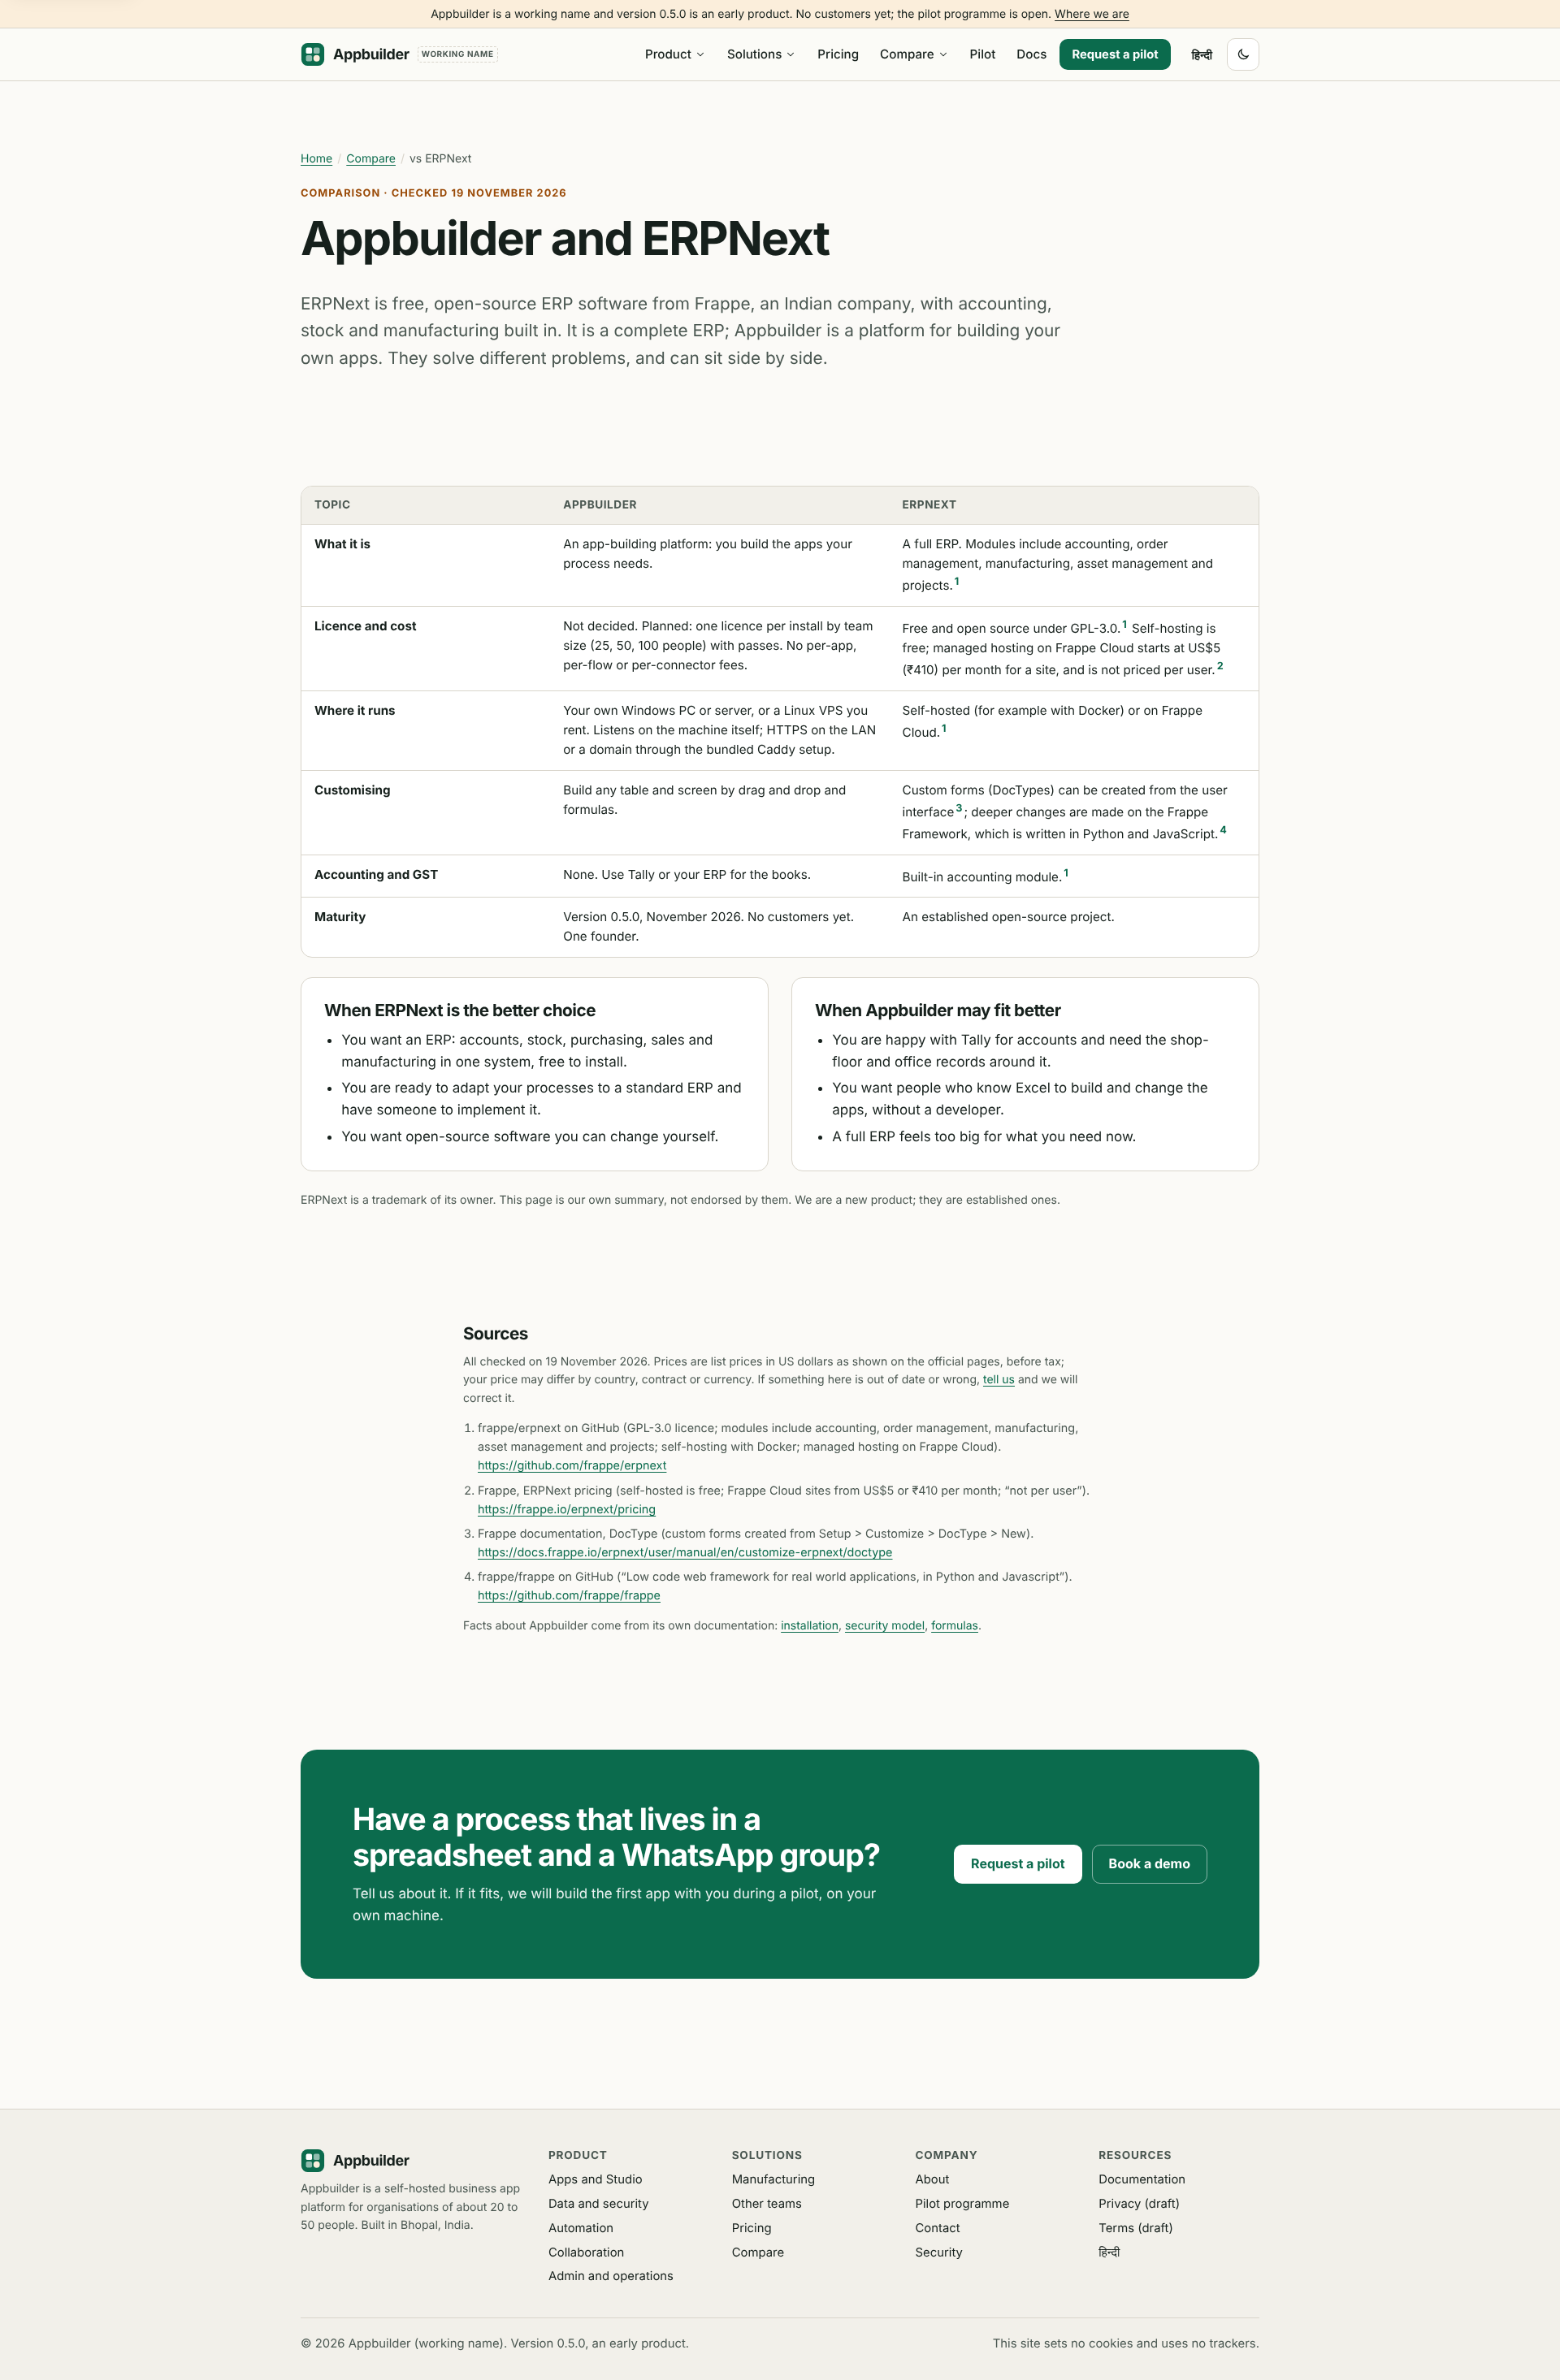 Appbuilder is a working name and version 0.5.0 is an early product. No customers yet; the pilot programme is open. Where we are
Appbuilder WORKING NAME Product Solutions Pricing Compare Pilot Docs Request a pilot हिन्दी
Home / Compare / vs ERPNext
COMPARISON · CHECKED 19 NOVEMBER 2026
Appbuilder and ERPNext
ERPNext is free, open-source ERP software from Frappe, an Indian company, with accounting,
stock and manufacturing built in. It is a complete ERP; Appbuilder is a platform for building your
own apps. They solve different problems, and can sit side by side.
TOPIC APPBUILDER ERPNEXT
What it is
An app-building platform: you build the apps your
process needs.
A full ERP. Modules include accounting, order
management, manufacturing, asset management and
projects.1
Licence and cost
Not decided. Planned: one licence per install by team
size (25, 50, 100 people) with passes. No per-app,
per-flow or per-connector fees.
Free and open source under GPL-3.0.1 Self-hosting is
free; managed hosting on Frappe Cloud starts at US$5
(₹410) per month for a site, and is not priced per user.2
Where it runs
Your own Windows PC or server, or a Linux VPS you
rent. Listens on the machine itself; HTTPS on the LAN
or a domain through the bundled Caddy setup.
Self-hosted (for example with Docker) or on Frappe
Cloud.1
Customising
Build any table and screen by drag and drop and
formulas.
Custom forms (DocTypes) can be created from the user
interface3; deeper changes are made on the Frappe
Framework, which is written in Python and JavaScript.4
Accounting and GST
None. Use Tally or your ERP for the books.
Built-in accounting module.1
Maturity
Version 0.5.0, November 2026. No customers yet.
One founder.
An established open-source project.
When ERPNext is the better choice
• You want an ERP: accounts, stock, purchasing, sales and
manufacturing in one system, free to install.
• You are ready to adapt your processes to a standard ERP and
have someone to implement it.
• You want open-source software you can change yourself.
When Appbuilder may fit better
• You are happy with Tally for accounts and need the shop-
floor and office records around it.
• You want people who know Excel to build and change the
apps, without a developer.
• A full ERP feels too big for what you need now.
ERPNext is a trademark of its owner. This page is our own summary, not endorsed by them. We are a new product; they are established ones.
Sources
All checked on 19 November 2026. Prices are list prices in US dollars as shown on the official pages, before tax;
your price may differ by country, contract or currency. If something here is out of date or wrong, tell us and we will
correct it.
1. frappe/erpnext on GitHub (GPL-3.0 licence; modules include accounting, order management, manufacturing,
asset management and projects; self-hosting with Docker; managed hosting on Frappe Cloud).
https://github.com/frappe/erpnext
2. Frappe, ERPNext pricing (self-hosted is free; Frappe Cloud sites from US$5 or ₹410 per month; “not per user”).
https://frappe.io/erpnext/pricing
3. Frappe documentation, DocType (custom forms created from Setup > Customize > DocType > New).
https://docs.frappe.io/erpnext/user/manual/en/customize-erpnext/doctype
4. frappe/frappe on GitHub (“Low code web framework for real world applications, in Python and Javascript”).
https://github.com/frappe/frappe
Facts about Appbuilder come from its own documentation: installation, security model, formulas.
Have a process that lives in a
spreadsheet and a WhatsApp group?
Tell us about it. If it fits, we will build the first app with you during a pilot, on your
own machine.
Request a pilot Book a demo
Appbuilder
Appbuilder is a self-hosted business app
platform for organisations of about 20 to
50 people. Built in Bhopal, India.
PRODUCT
Apps and Studio
Data and security
Automation
Collaboration
Admin and operations
SOLUTIONS
Manufacturing
Other teams
Pricing
Compare
COMPANY
About
Pilot programme
Contact
Security
RESOURCES
Documentation
Privacy (draft)
Terms (draft)
हिन्दी
© 2026 Appbuilder (working name). Version 0.5.0, an early product.
This site sets no cookies and uses no trackers.